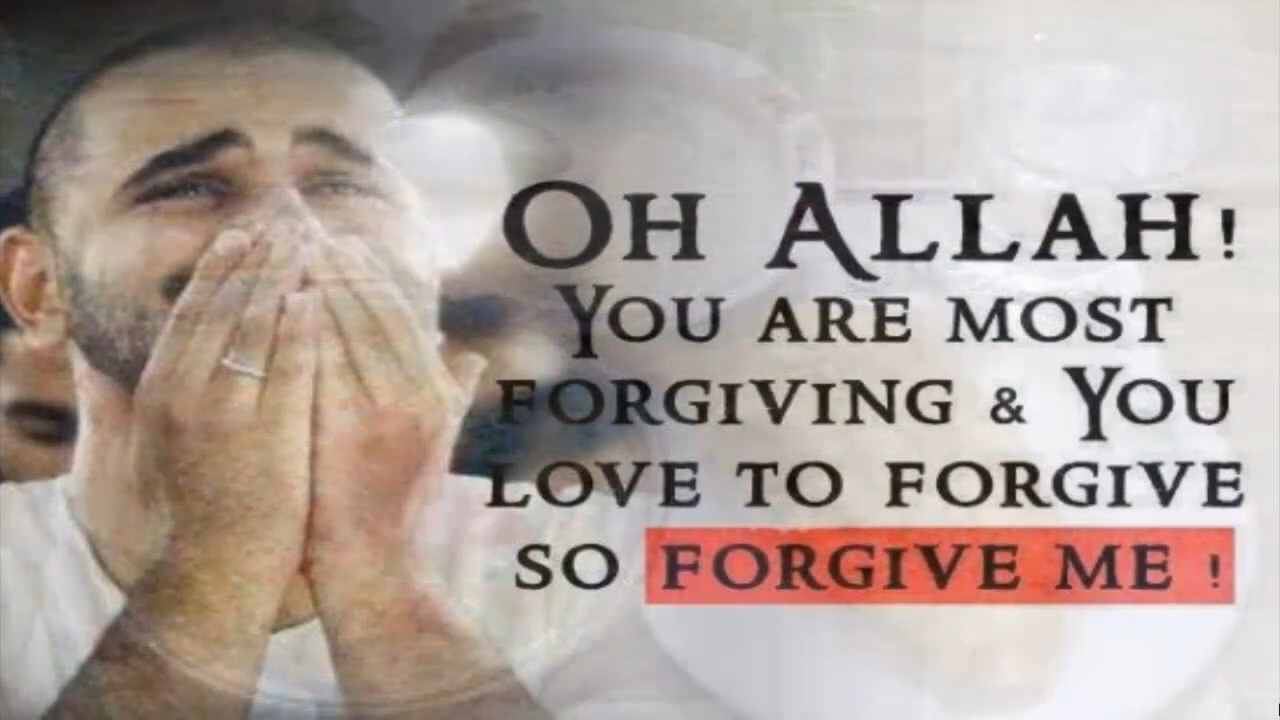 OH ALLAH!
YOU ARE MOST
FORGIVING & YOU
LOVE TO FORGIVE
SO FORGIVE ME !